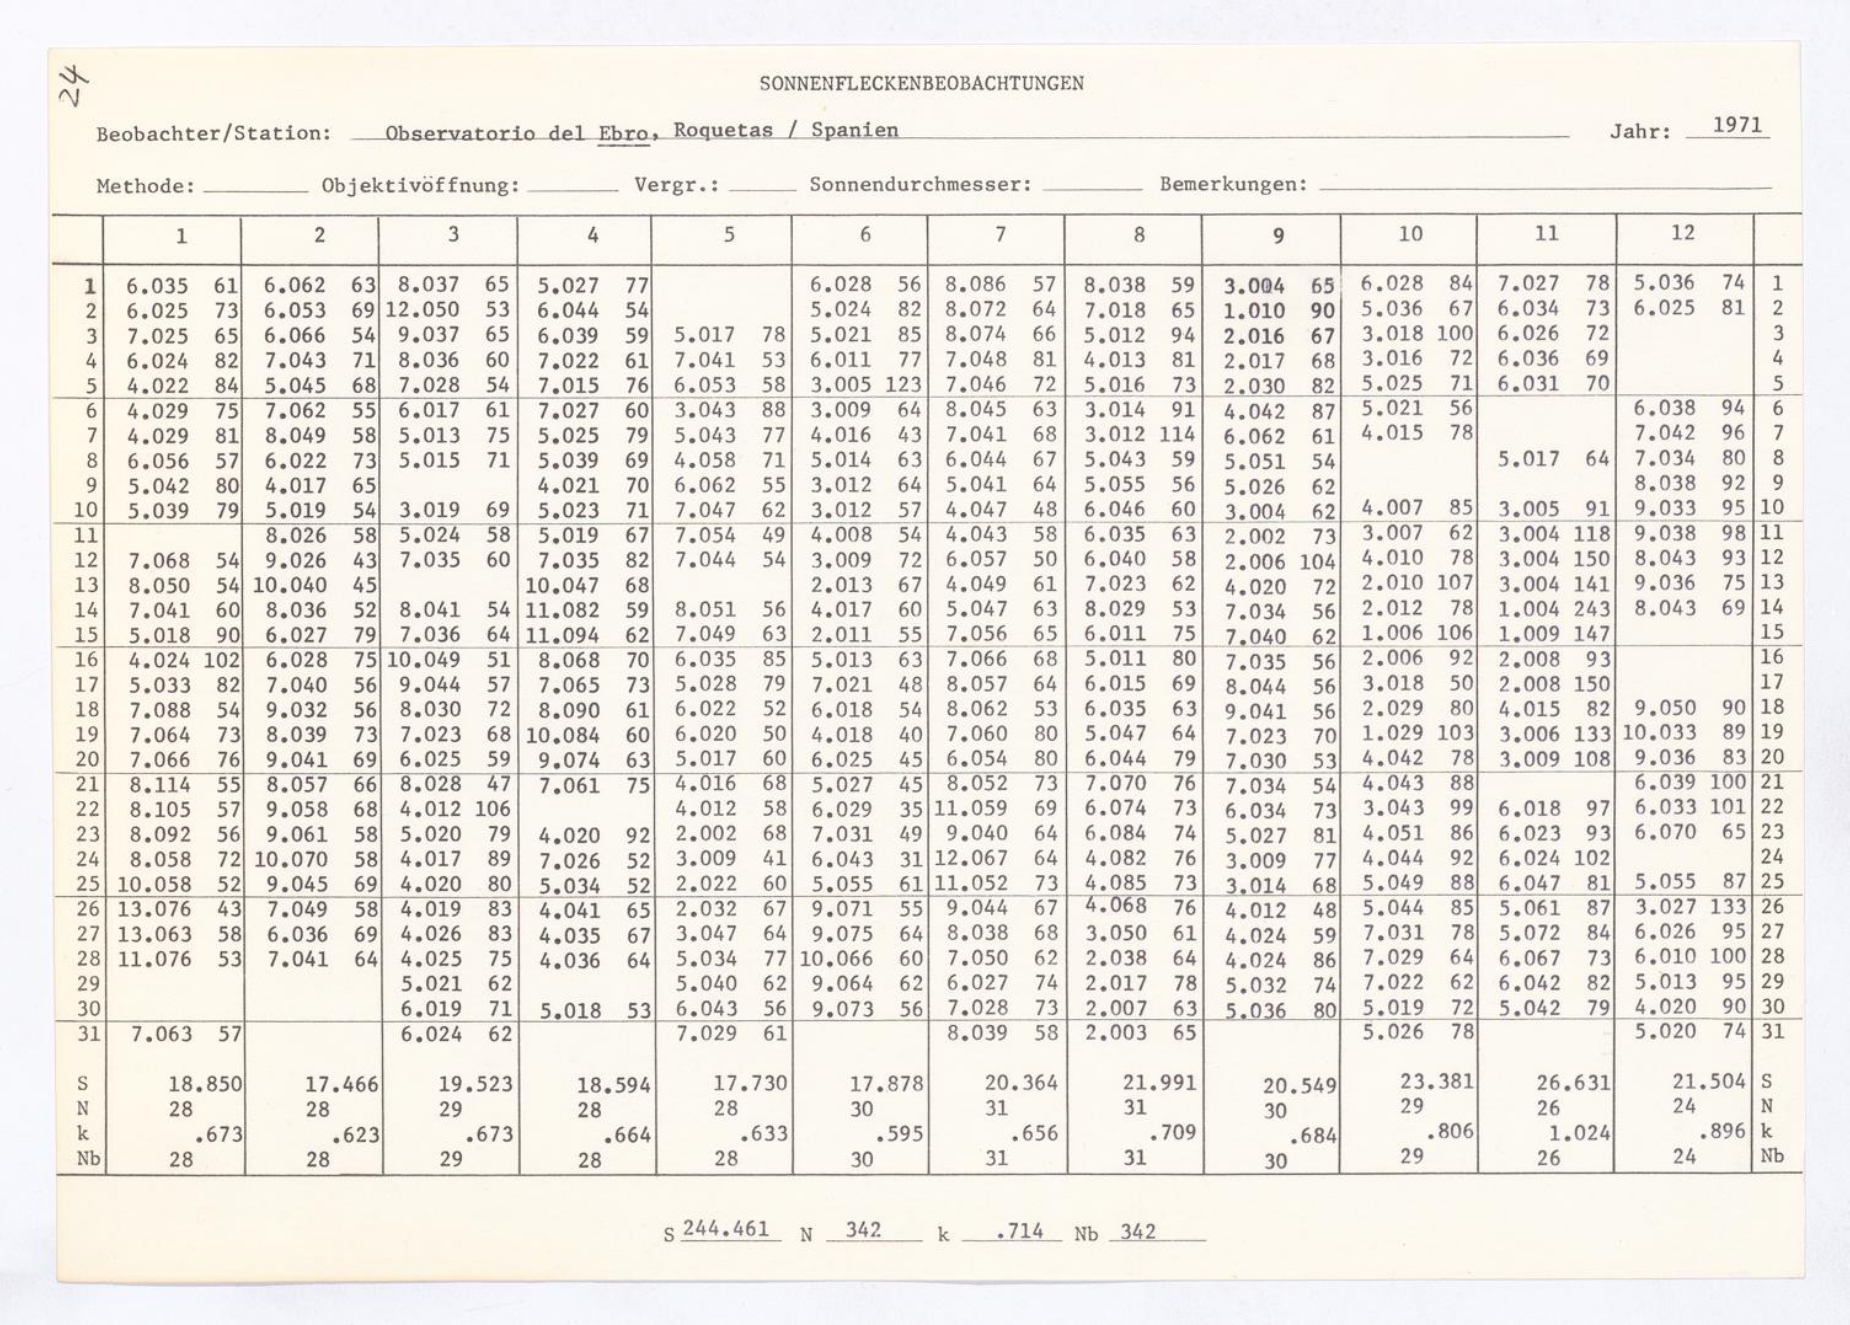 24
SONNENFLECKENBEOBACHTUNGEN
Beobachter/Station: Observatorio del Ebro, Roquetas / Spanien Jahr: 1971
Methode: Objektivöffnung: Vergr.: Sonnendurchmesser: Bemerkungen:
1 2 3 4 5 6 7 8 9 10 11 12
1 6.035 61 6.062 63 8.037 65 5.027 77 6.028 56 8.086 57 8.038 59 3.004 65 6.028 84 7.027 78 5.036 74 1
2 6.025 73 6.053 69 12.050 53 6.044 54 5.024 82 8.072 64 7.018 65 1.010 90 5.036 67 6.034 73 6.025 81 2
3 7.025 65 6.066 54 9.037 65 6.039 59 5.017 78 5.021 85 8.074 66 5.012 94 2.016 67 3.018 100 6.026 72 3
4 6.024 82 7.043 71 8.036 60 7.022 61 7.041 53 6.011 77 7.048 81 4.013 81 2.017 68 3.016 72 6.036 69 4
5 4.022 84 5.045 68 7.028 54 7.015 76 6.053 58 3.005 123 7.046 72 5.016 73 2.030 82 5.025 71 6.031 70 5
6 4.029 75 7.062 55 6.017 61 7.027 60 3.043 88 3.009 64 8.045 63 3.014 91 4.042 87 5.021 56 6.038 94 6
7 4.029 81 8.049 58 5.013 75 5.025 79 5.043 77 4.016 43 7.041 68 3.012 114 6.062 61 4.015 78 7.042 96 7
8 6.056 57 6.022 73 5.015 71 5.039 69 4.058 71 5.014 63 6.044 67 5.043 59 5.051 54 5.017 64 7.034 80 8
9 5.042 80 4.017 65 4.021 70 6.062 55 3.012 64 5.041 64 5.055 56 5.026 62 8.038 92 9
10 5.039 79 5.019 54 3.019 69 5.023 71 7.047 62 3.012 57 4.047 48 6.046 60 3.004 62 4.007 85 3.005 91 9.033 95 10
11 8.026 58 5.024 58 5.019 67 7.054 49 4.008 54 4.043 58 6.035 63 2.002 73 3.007 62 3.004 118 9.038 98 11
12 7.068 54 9.026 43 7.035 60 7.035 82 7.044 54 3.009 72 6.057 50 6.040 58 2.006 104 4.010 78 3.004 150 8.043 93 12
13 8.050 54 10.040 45 10.047 68 2.013 67 4.049 61 7.023 62 4.020 72 2.010 107 3.004 141 9.036 75 13
14 7.041 60 8.036 52 8.041 54 11.082 59 8.051 56 4.017 60 5.047 63 8.029 53 7.034 56 2.012 78 1.004 243 8.043 69 14
15 5.018 90 6.027 79 7.036 64 11.094 62 7.049 63 2.011 55 7.056 65 6.011 75 7.040 62 1.006 106 1.009 147 15
16 4.024 102 6.028 75 10.049 51 8.068 70 6.035 85 5.013 63 7.066 68 5.011 80 7.035 56 2.006 92 2.008 93 16
17 5.033 82 7.040 56 9.044 57 7.065 73 5.028 79 7.021 48 8.057 64 6.015 69 8.044 56 3.018 50 2.008 150 17
18 7.088 54 9.032 56 8.030 72 8.090 61 6.022 52 6.018 54 8.062 53 6.035 63 9.041 56 2.029 80 4.015 82 9.050 90 18
19 7.064 73 8.039 73 7.023 68 10.084 60 6.020 50 4.018 40 7.060 80 5.047 64 7.023 70 1.029 103 3.006 133 10.033 89 19
20 7.066 76 9.041 69 6.025 59 9.074 63 5.017 60 6.025 45 6.054 80 6.044 79 7.030 53 4.042 78 3.009 108 9.036 83 20
21 8.114 55 8.057 66 8.028 47 7.061 75 4.016 68 5.027 45 8.052 73 7.070 76 7.034 54 4.043 88 6.039 100 21
22 8.105 57 9.058 68 4.012 106 4.012 58 6.029 35 11.059 69 6.074 73 6.034 73 3.043 99 6.018 97 6.033 101 22
23 8.092 56 9.061 58 5.020 79 4.020 92 2.002 68 7.031 49 9.040 64 6.084 74 5.027 81 4.051 86 6.023 93 6.070 65 23
24 8.058 72 10.070 58 4.017 89 7.026 52 3.009 41 6.043 31 12.067 64 4.082 76 3.009 77 4.044 92 6.024 102 24
25 10.058 52 9.045 69 4.020 80 5.034 52 2.022 60 5.055 61 11.052 73 4.085 73 3.014 68 5.049 88 6.047 81 5.055 87 25
26 13.076 43 7.049 58 4.019 83 4.041 65 2.032 67 9.071 55 9.044 67 4.068 76 4.012 48 5.044 85 5.061 87 3.027 133 26
27 13.063 58 6.036 69 4.026 83 4.035 67 3.047 64 9.075 64 8.038 68 3.050 61 4.024 59 7.031 78 5.072 84 6.026 95 27
28 11.076 53 7.041 64 4.025 75 4.036 64 5.034 77 10.066 60 7.050 62 2.038 64 4.024 86 7.029 64 6.067 73 6.010 100 28
29 5.021 62 5.040 62 9.064 62 6.027 74 2.017 78 5.032 74 7.022 62 6.042 82 5.013 95 29
30 6.019 71 5.018 53 6.043 56 9.073 56 7.028 73 2.007 63 5.036 80 5.019 72 5.042 79 4.020 90 30
31 7.063 57 6.024 62 7.029 61 8.039 58 2.003 65 5.026 78 5.020 74 31
S 18.850 17.466 19.523 18.594 17.730 17.878 20.364 21.991 20.549 23.381 26.631 21.504 S
N 28 28 29 28 28 30 31 31 30 29 26 24 N
k .673 .623 .673 .664 .633 .595 .656 .709 .684 .806 1.024 .896 k
Nb 28 28 29 28 28 30 31 31 30 29 26 24 Nb
S 244.461 N 342 k .714 Nb 342